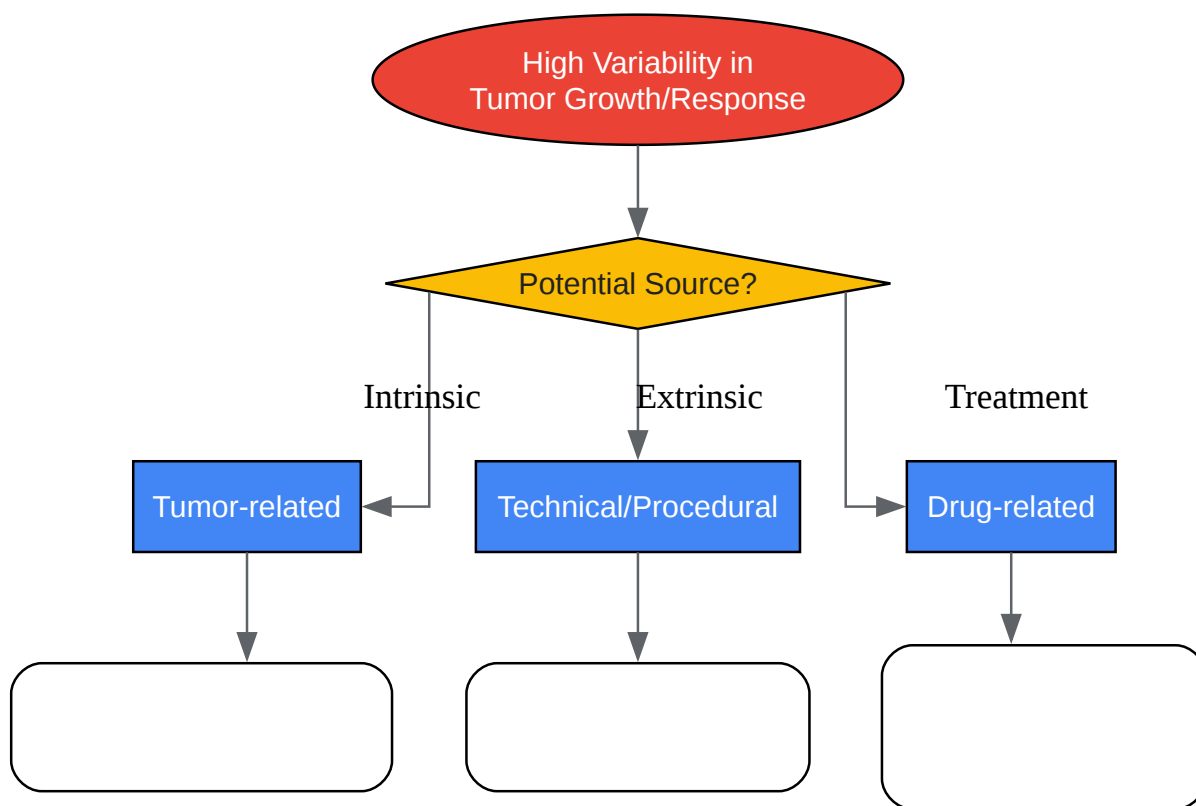 High Variability in
Tumor Growth/Response
Potential Source?
Intrinsic
Extrinsic
Treatment
Tumor-related
Technical/Procedural
Drug-related